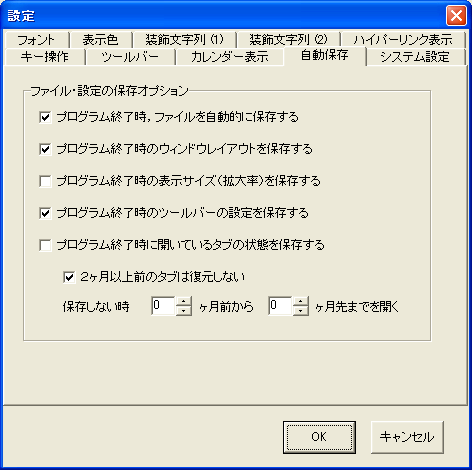 設定
フォント 表示色 装飾文字列(1) 装飾文字列(2) ハイパーリンク表示
キー操作 ツールバー カレンダー表示 自動保存 システム設定
ファイル・設定の保存オプション
プログラム終了時，ファイルを自動的に保存する
プログラム終了時のウィンドウレイアウトを保存する
プログラム終了時の表示サイズ(拡大率)を保存する
プログラム終了時のツールバーの設定を保存する
プログラム終了時に開いているタブの状態を保存する
2ヶ月以上前のタブは復元しない
保存しない時 0 ヶ月前から 0 ヶ月先までを開く
OK キャンセル